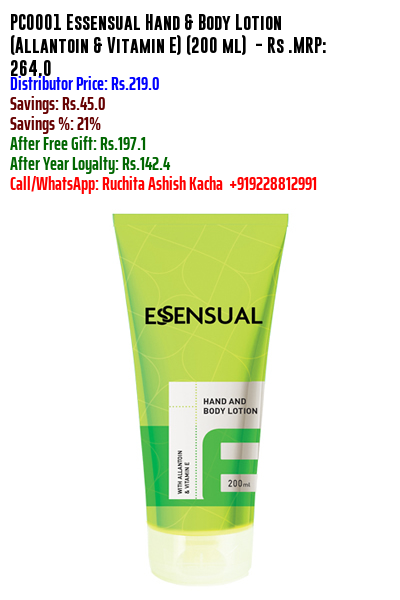 PC0001 Essensual Hand & Body Lotion
(Allantoin & Vitamin E) (200 ml) - Rs .MRP:
264,0
Distributor Price: Rs.219.0
Savings: Rs.45.0
Savings %: 21%
After Free Gift: Rs.197.1
After Year Loyalty: Rs.142.4
Call/WhatsApp: Ruchita Ashish Kacha +919228812991
ESSENSUAL
HAND AND
BODY LOTION
WITH ALLANTOIN
& VITAMIN E
E
200ml